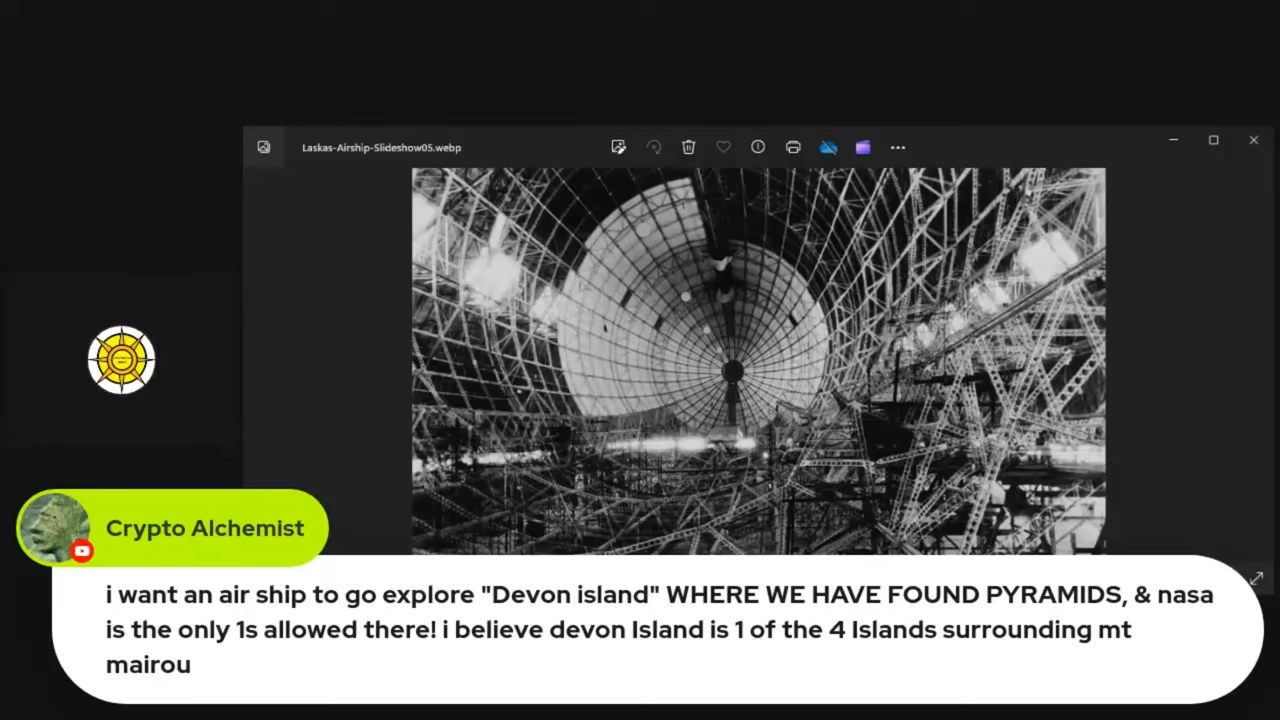 Laskas-Airship-Slideshow05.webp
Crypto Alchemist
i want an air ship to go explore "Devon island" WHERE WE HAVE FOUND PYRAMIDS, & nasa
is the only 1s allowed there! i believe devon Island is 1 of the 4 Islands surrounding mt
mairou